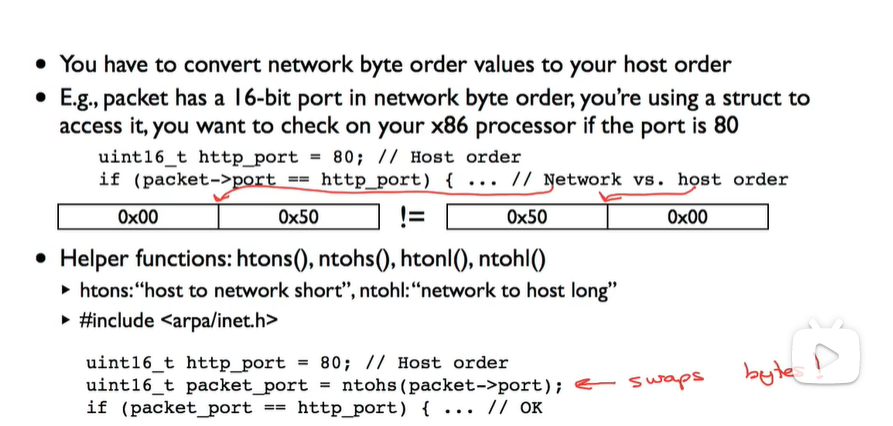 • You have to convert network byte order values to your host order
• E.g., packet has a 16-bit port in network byte order, you're using a struct to
access it, you want to check on your x86 processor if the port is 80
uint16_t http_port = 80; // Host order
if (packet->port == http_port) { ... // Network vs. host order
0x00 0x50 != 0x50 0x00
• Helper functions: htons(), ntohs(), htonl(), ntohl()
▸ htons: "host to network short", ntohl: "network to host long"
▸ #include <arpa/inet.h>
uint16_t http_port = 80; // Host order
uint16_t packet_port = ntohs(packet->port); ← swaps bytes!
if (packet_port == http_port) { ... // OK